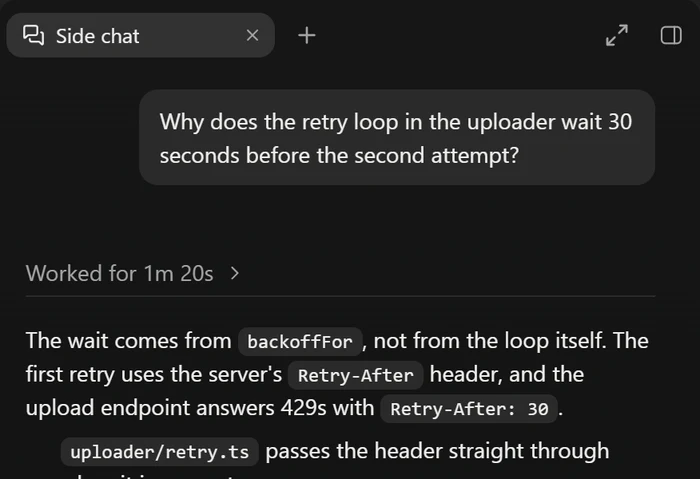 Side chat
Why does the retry loop in the uploader wait 30
seconds before the second attempt?
Worked for 1m 20s
The wait comes from backoffFor, not from the loop itself. The
first retry uses the server's Retry-After header, and the
upload endpoint answers 429s with Retry-After: 30.
uploader/retry.ts passes the header straight through